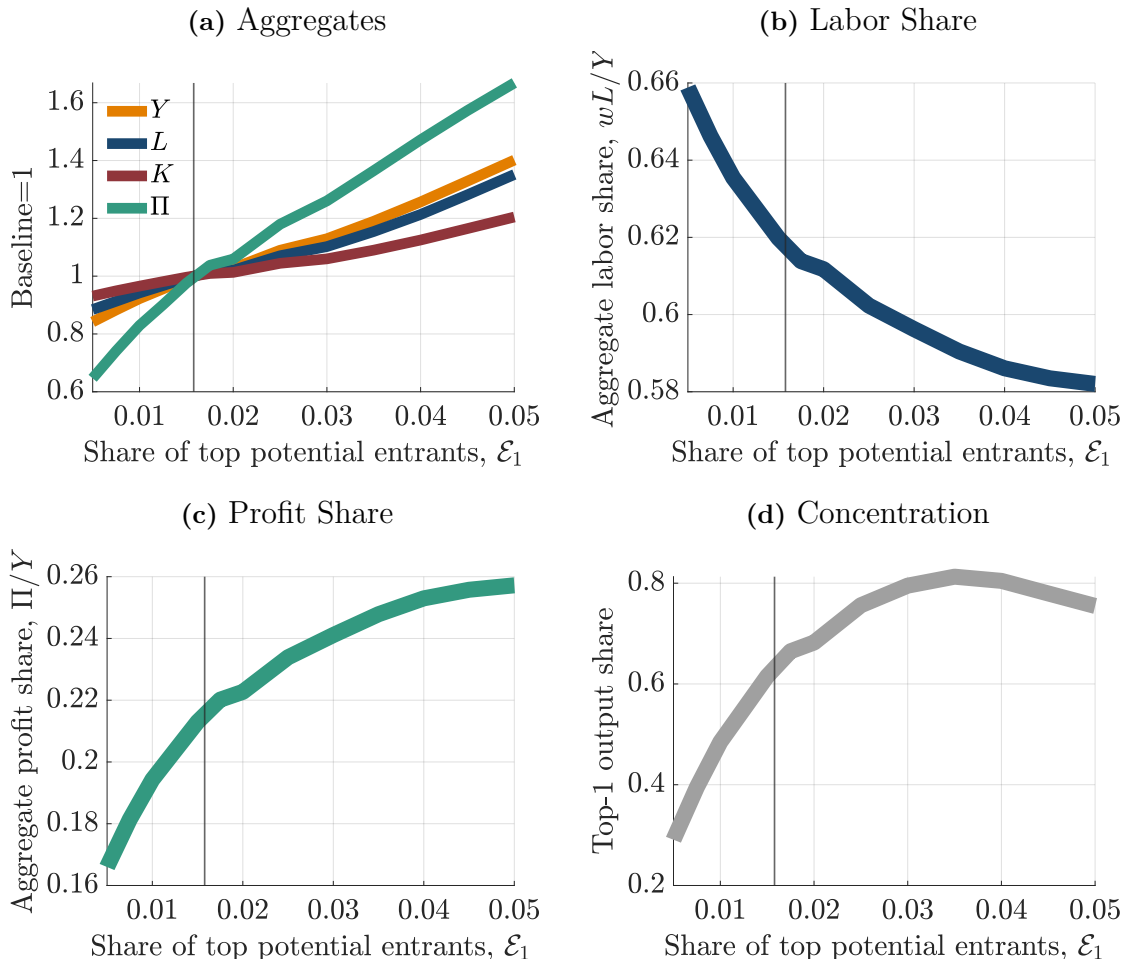 (a) Aggregates
Baseline=1
1.6
1.4
1.2
1
0.8
0.6
Y
L
K
Π
0.01 0.02 0.03 0.04 0.05
Share of top potential entrants, ℰ₁
(b) Labor Share
Aggregate labor share, wL/Y
0.66
0.64
0.62
0.6
0.58
0.01 0.02 0.03 0.04 0.05
Share of top potential entrants, ℰ₁
(c) Profit Share
Aggregate profit share, Π/Y
0.26
0.24
0.22
0.2
0.18
0.16
0.01 0.02 0.03 0.04 0.05
Share of top potential entrants, ℰ₁
(d) Concentration
Top-1 output share
0.8
0.6
0.4
0.2
0.01 0.02 0.03 0.04 0.05
Share of top potential entrants, ℰ₁